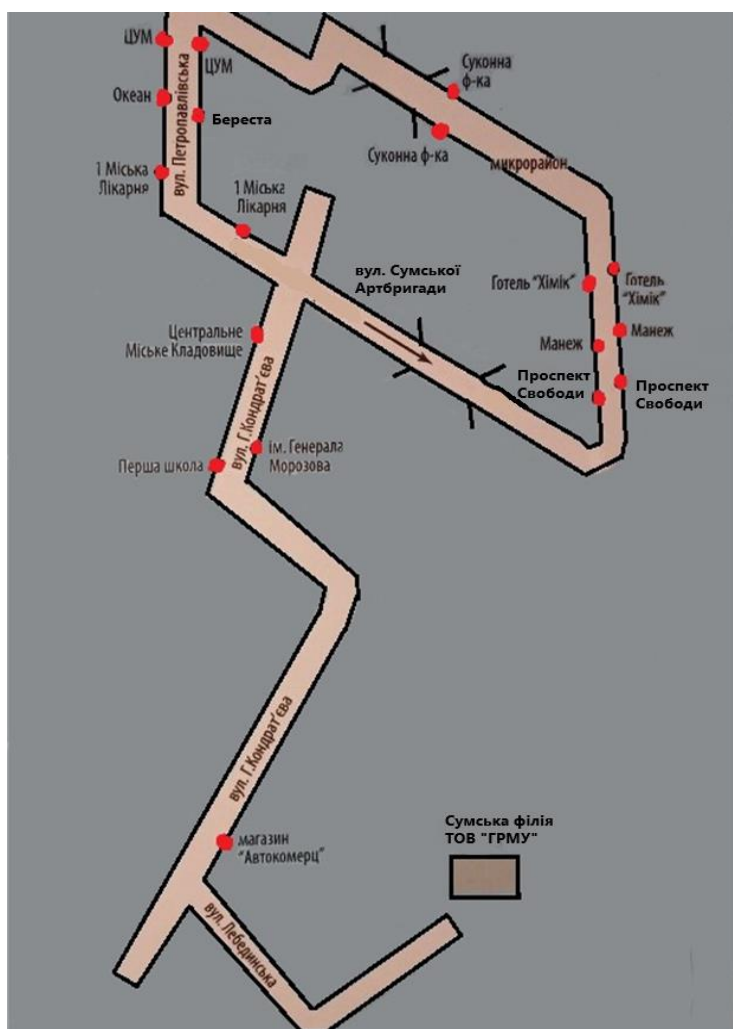 ЦУМ
ЦУМ
Океан
Береста
вул. Петропавлівська
1 Міська
Лікарня
1 Міська
Лікарня
Суконна
ф-ка
Суконна ф-ка
микрорайон
вул. Сумської
Артбригади
Готель "Хімік"
Готель
"Хімік"
Манеж
Манеж
Проспект
Свободи
Проспект
Свободи
Центральне
Міське Кладовище
вул. Г.Кондрат'єва
Перша школа
ім. Генерала
Морозова
вул. Г.Кондрат'єва
магазин
"Автокомерц"
Сумська філія
ТОВ "ГРМУ"
вул. Лебединська